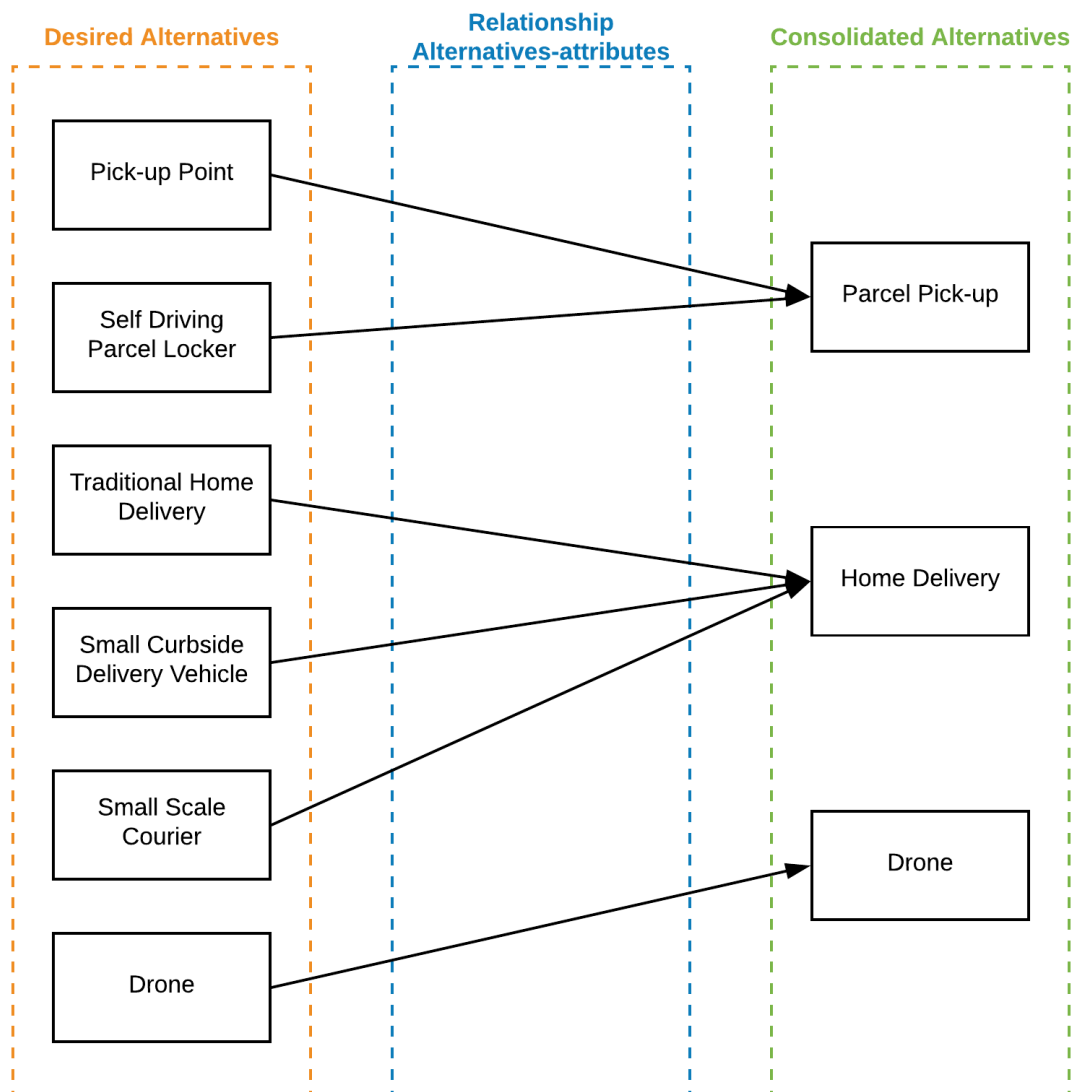 Desired Alternatives
Relationship
Alternatives-attributes
Consolidated Alternatives
Pick-up Point
Self Driving
Parcel Locker
Traditional Home
Delivery
Small Curbside
Delivery Vehicle
Small Scale
Courier
Drone
Parcel Pick-up
Home Delivery
Drone